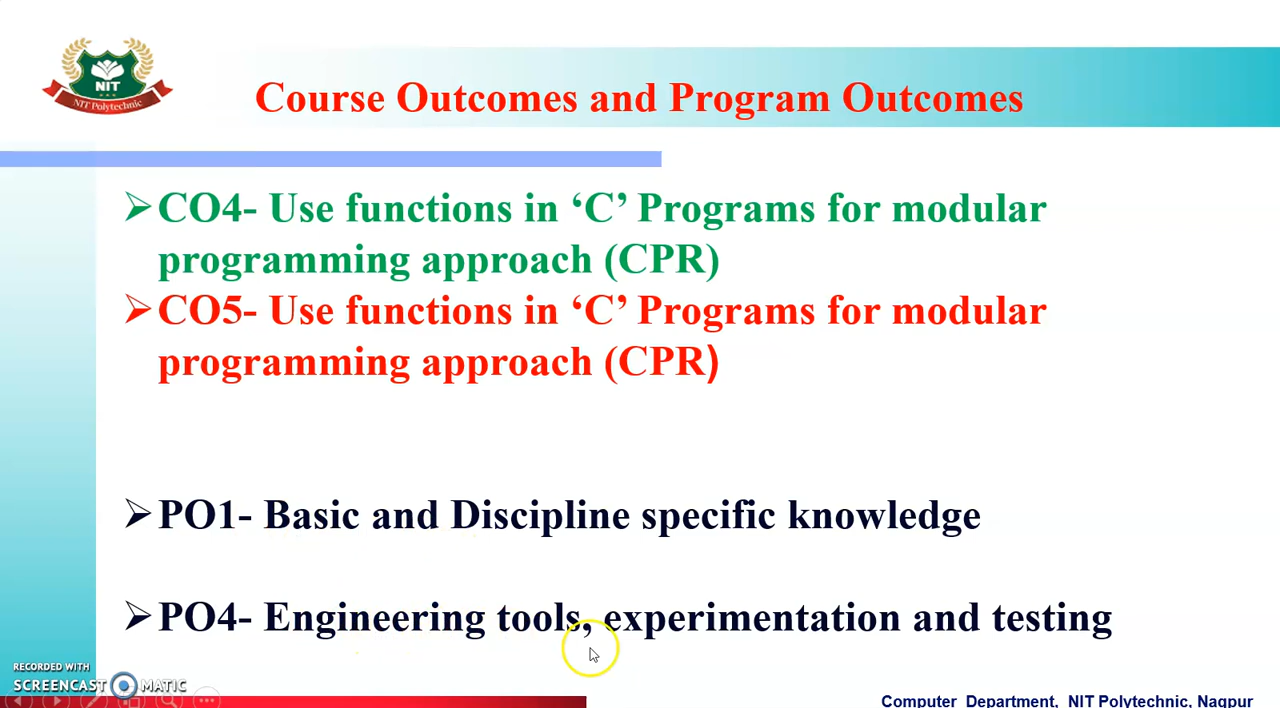 NIT
NIT Polytechnic
Course Outcomes and Program Outcomes
CO4- Use functions in ‘C’ Programs for modular
programming approach (CPR)
CO5- Use functions in ‘C’ Programs for modular
programming approach (CPR)
PO1- Basic and Discipline specific knowledge
PO4- Engineering tools, experimentation and testing
RECORDED WITH
SCREENCAST MATIC
Computer Department, NIT Polytechnic, Nagpur